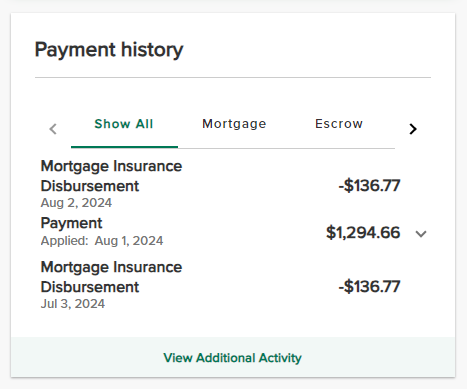 Payment history
Show All Mortgage Escrow
Mortgage Insurance
Disbursement -$136.77
Aug 2, 2024
Payment
Applied: Aug 1, 2024 $1,294.66
Mortgage Insurance
Disbursement -$136.77
Jul 3, 2024
View Additional Activity